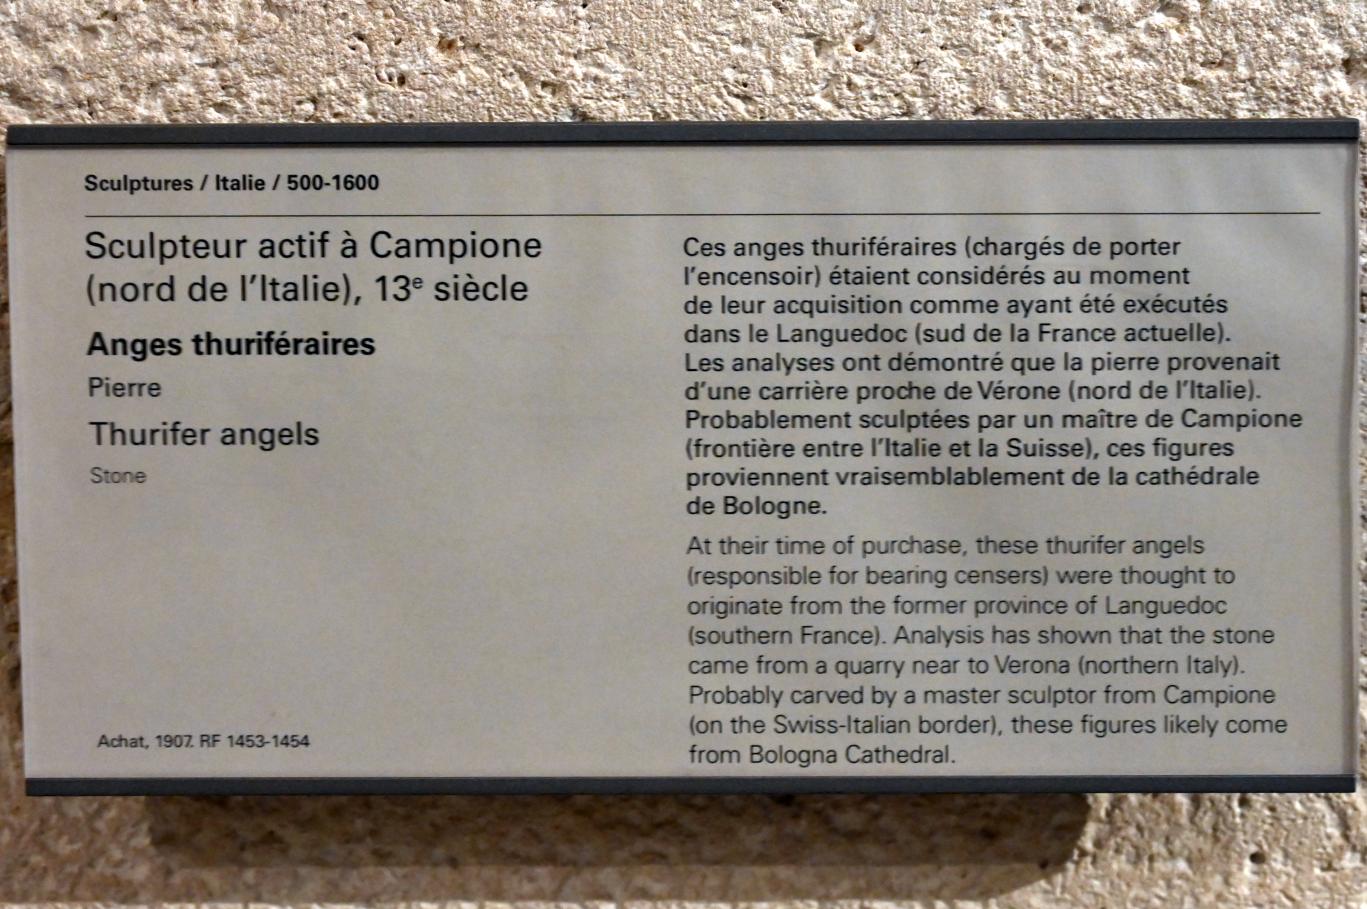 Sculptures / Italie / 500-1600
Sculpteur actif à Campione
(nord de l'Italie), 13e siècle
Anges thuriféraires
Pierre
Thurifer angels
Stone
Achat, 1907. RF 1453-1454
Ces anges thuriféraires (chargés de porter
l'encensoir) étaient considérés au moment
de leur acquisition comme ayant été exécutés
dans le Languedoc (sud de la France actuelle).
Les analyses ont démontré que la pierre provenait
d'une carrière proche de Vérone (nord de l'Italie).
Probablement sculptées par un maître de Campione
(frontière entre l'Italie et la Suisse), ces figures
proviennent vraisemblablement de la cathédrale
de Bologne.
At their time of purchase, these thurifer angels
(responsible for bearing censers) were thought to
originate from the former province of Languedoc
(southern France). Analysis has shown that the stone
came from a quarry near to Verona (northern Italy).
Probably carved by a master sculptor from Campione
(on the Swiss-Italian border), these figures likely come
from Bologna Cathedral.